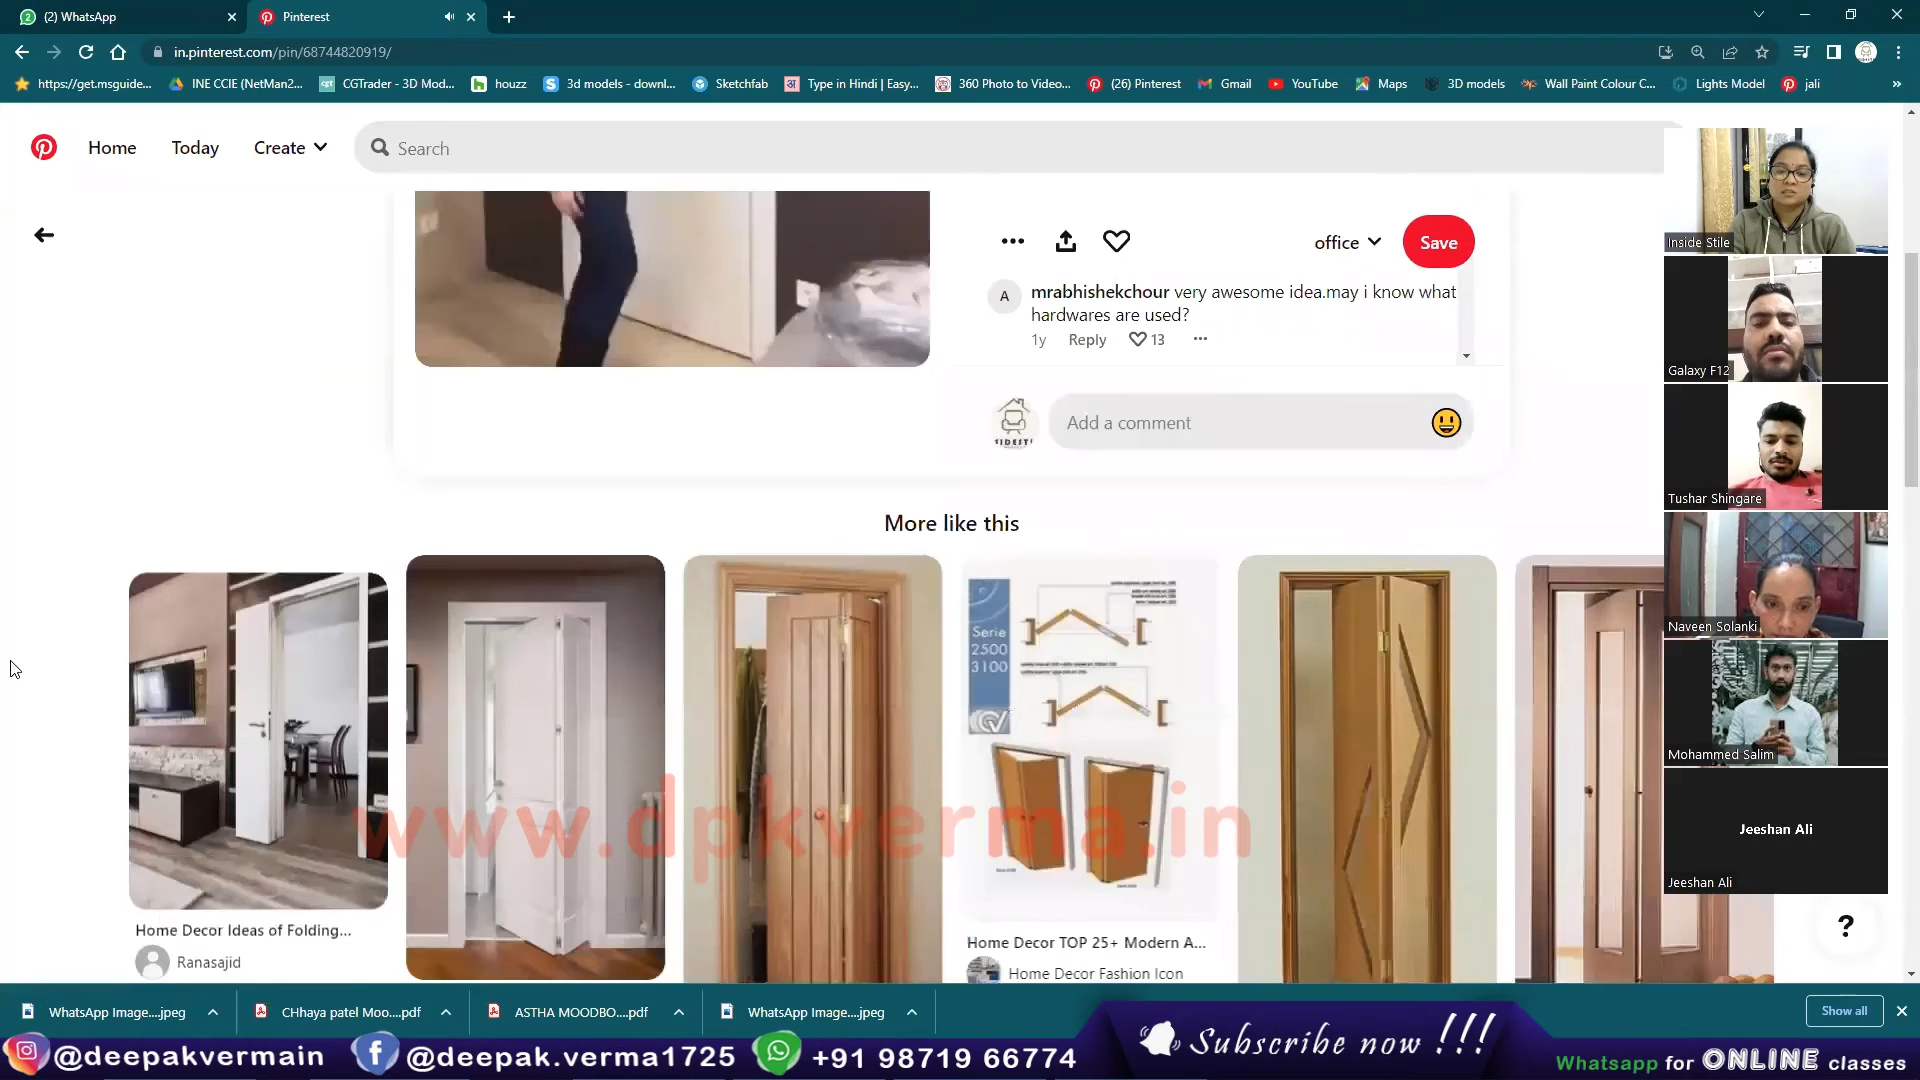 (2) WhatsApp
Pinterest
in.pinterest.com/pin/68744820919/
https://get.msguide...
INE CCIE (NetMan2...
CGTrader - 3D Mod...
houzz
3d models - downl...
Sketchfab
Type in Hindi | Easy...
360 Photo to Video...
(26) Pinterest
Gmail
YouTube
Maps
3D models
Wall Paint Colour C...
Lights Model
jali
Home
Today
Create
Search
office
Save
A
mrabhishekchour very awesome idea.may i know what
hardwares are used?
1y
Reply
13
Add a comment
More like this
Serie
2500
3100
Home Decor Ideas of Folding...
Ranasajid
Home Decor TOP 25+ Modern A...
Home Decor Fashion Icon
www.dpkverma.in
Inside Stile
Galaxy F12
Tushar Shingare
Naveen Solanki
Mohammed Salim
Jeeshan Ali
Jeeshan Ali
?
WhatsApp Image....jpeg
CHhaya patel Moo....pdf
ASTHA MOODBO....pdf
WhatsApp Image....jpeg
Show all
@deepakvermain
@deepak.verma1725
+91 98719 66774
Subscribe now !!!
Whatsapp for ONLINE classes